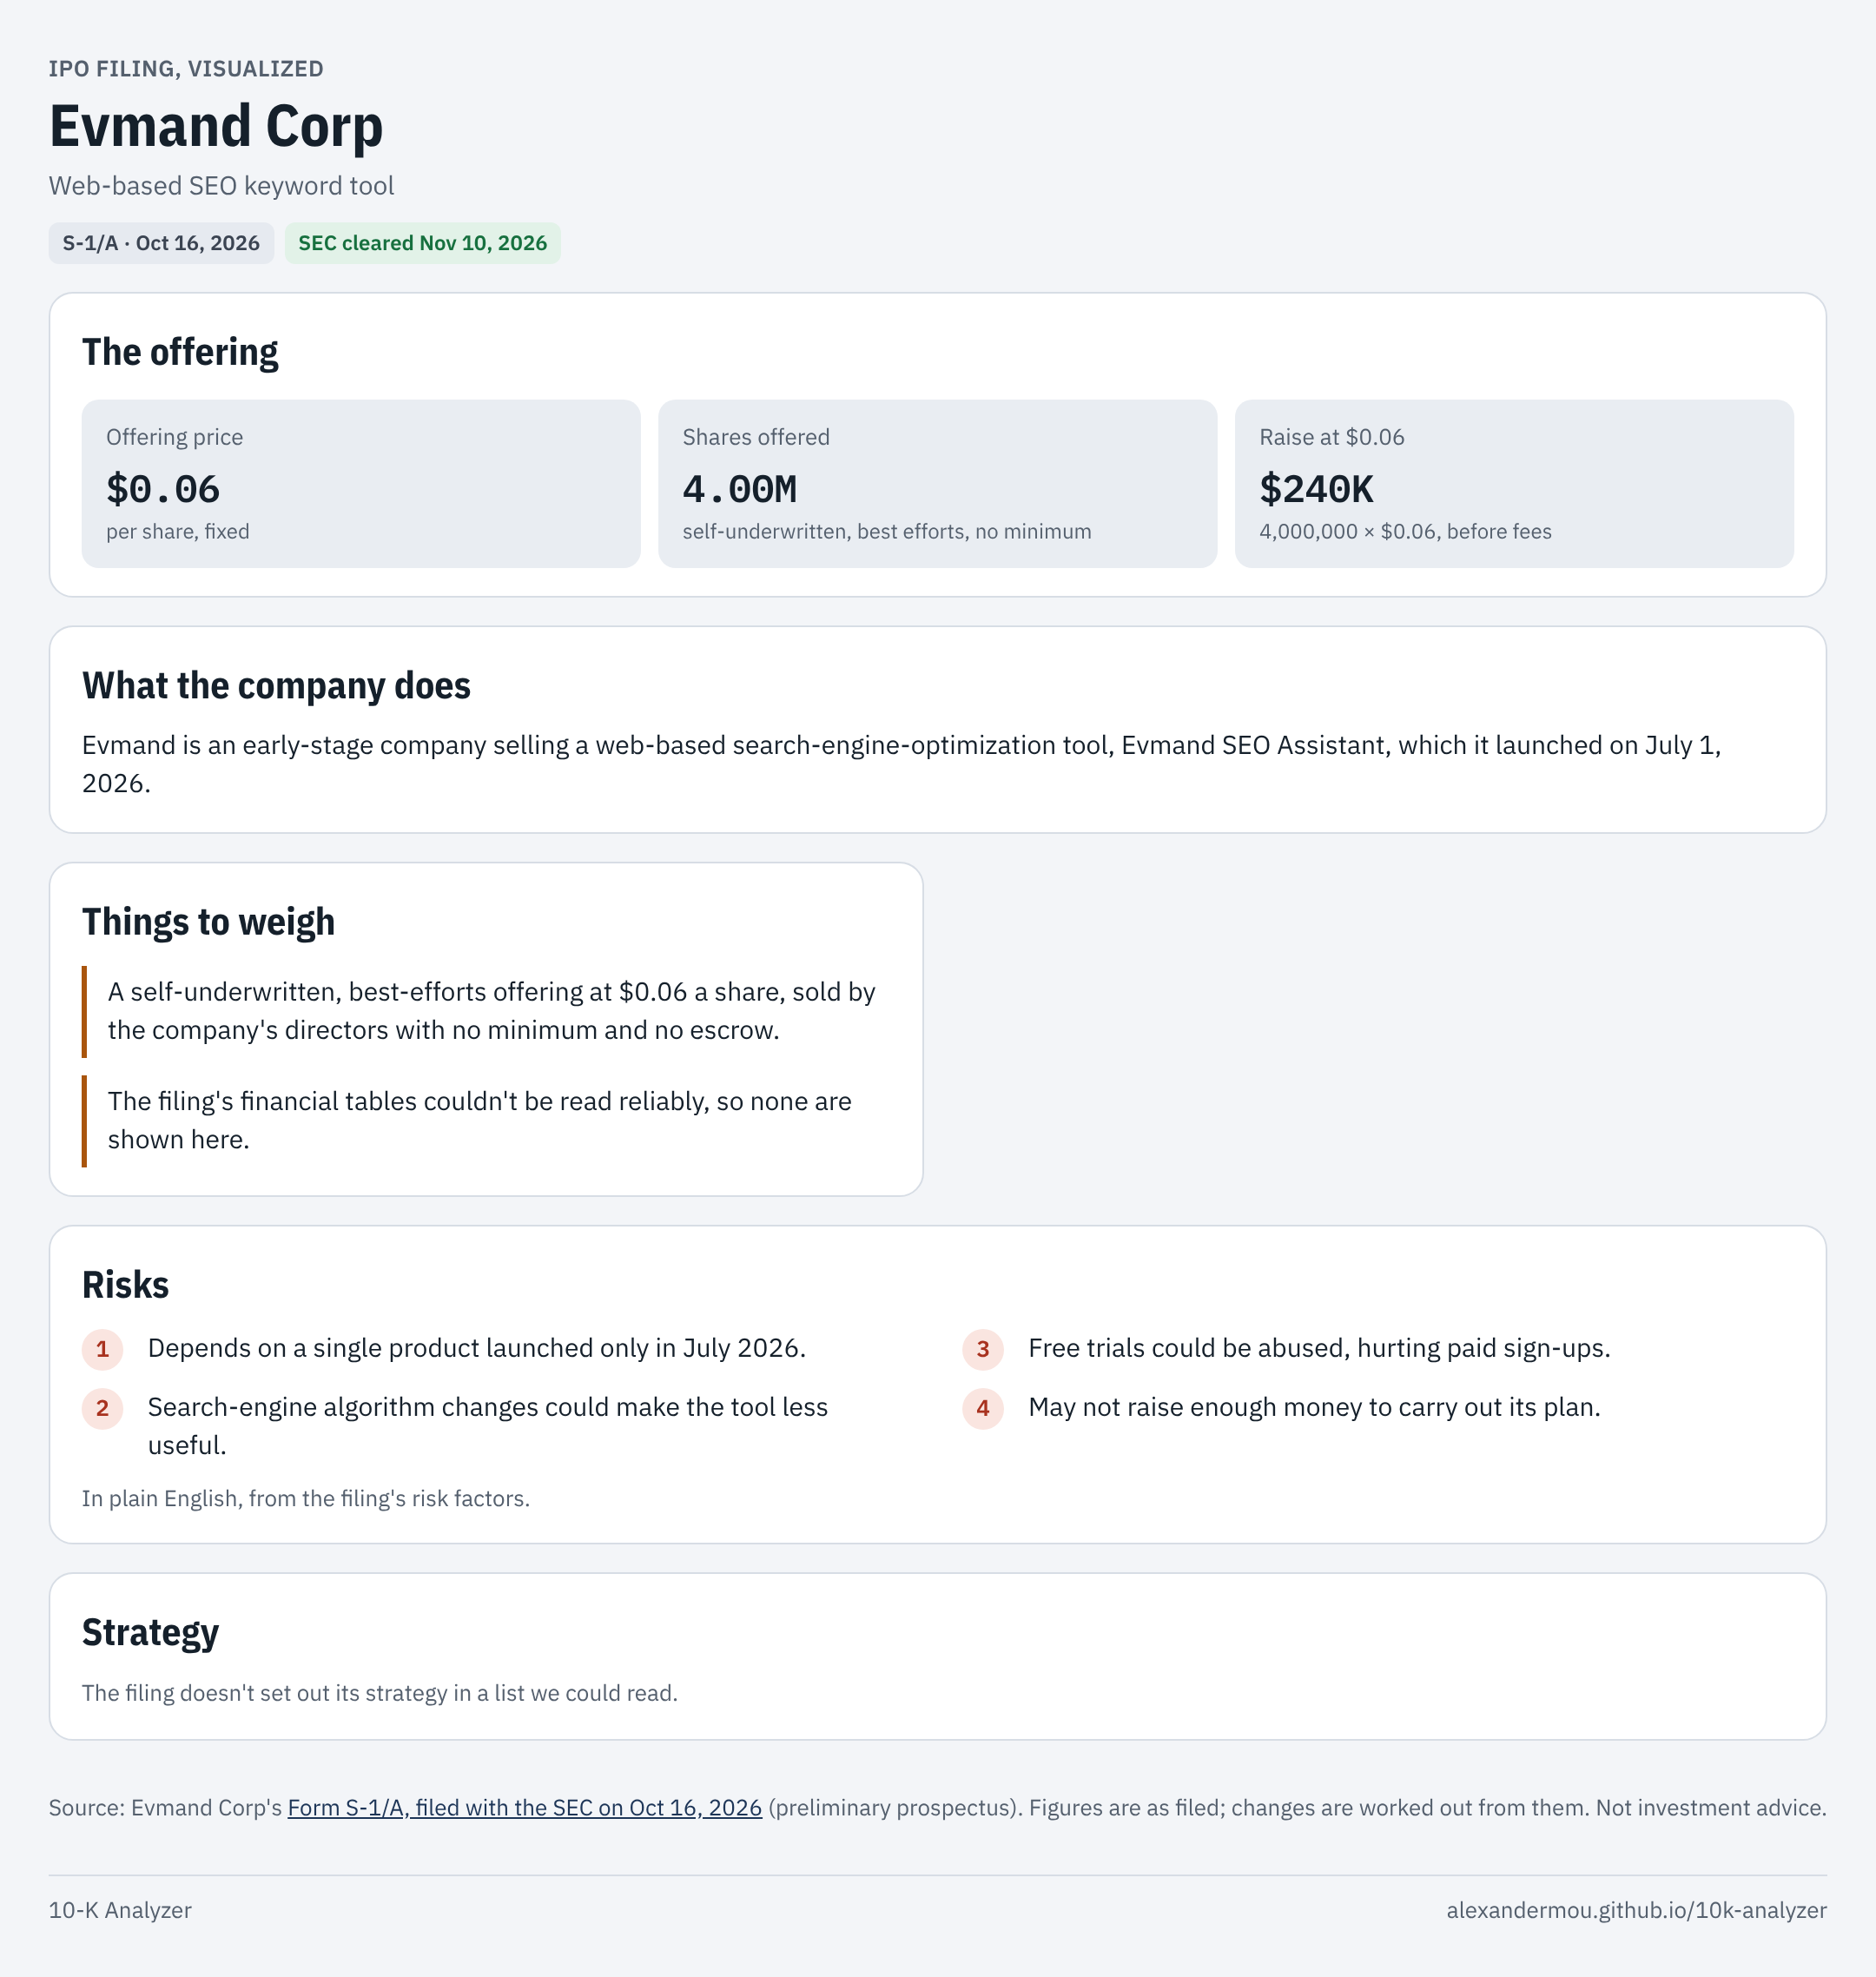 IPO FILING, VISUALIZED
Evmand Corp
Web-based SEO keyword tool
S-1/A · Oct 16, 2026
SEC cleared Nov 10, 2026
The offering
Offering price
$0.06
per share, fixed
Shares offered
4.00M
self-underwritten, best efforts, no minimum
Raise at $0.06
$240K
4,000,000 × $0.06, before fees
What the company does
Evmand is an early-stage company selling a web-based search-engine-optimization tool, Evmand SEO Assistant, which it launched on July 1,
2026.
Things to weigh
A self-underwritten, best-efforts offering at $0.06 a share, sold by
the company's directors with no minimum and no escrow.
The filing's financial tables couldn't be read reliably, so none are
shown here.
Risks
1 Depends on a single product launched only in July 2026.
2 Search-engine algorithm changes could make the tool less
useful.
3 Free trials could be abused, hurting paid sign-ups.
4 May not raise enough money to carry out its plan.
In plain English, from the filing's risk factors.
Strategy
The filing doesn't set out its strategy in a list we could read.
Source: Evmand Corp's Form S-1/A, filed with the SEC on Oct 16, 2026 (preliminary prospectus). Figures are as filed; changes are worked out from them. Not investment advice.
10-K Analyzer
alexandermou.github.io/10k-analyzer